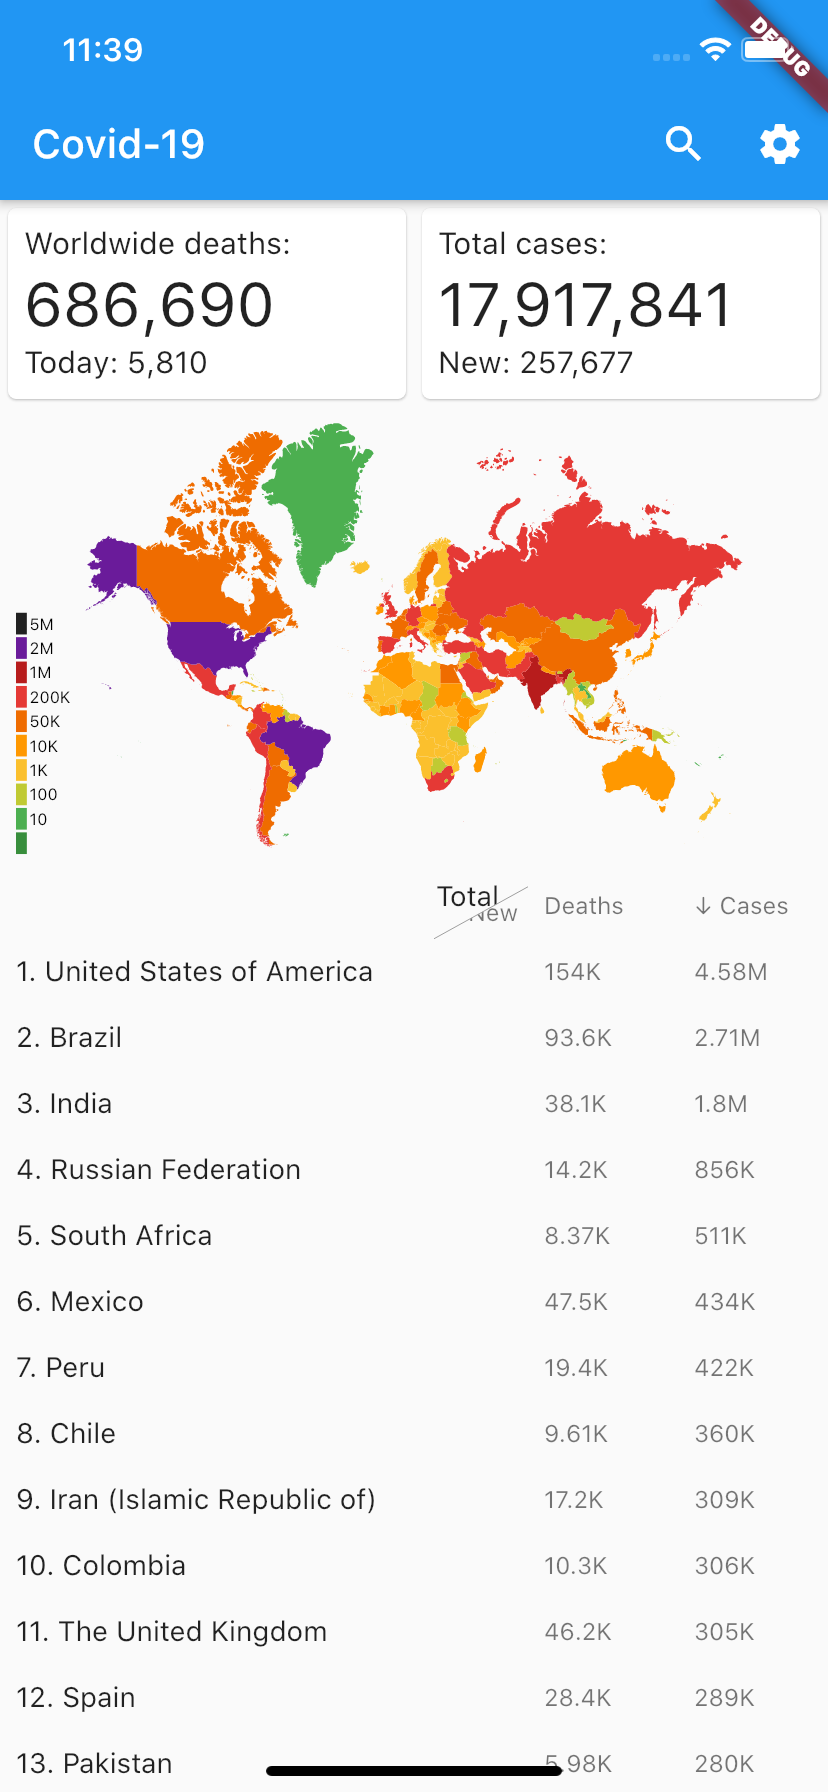 11:39
DEBUG
Covid-19
Worldwide deaths:
686,690
Today: 5,810
Total cases:
17,917,841
New: 257,677
5M
2M
1M
200K
50K
10K
1K
100
10
Total
New
Deaths
↓ Cases
1. United States of America 154K 4.58M
2. Brazil 93.6K 2.71M
3. India 38.1K 1.8M
4. Russian Federation 14.2K 856K
5. South Africa 8.37K 511K
6. Mexico 47.5K 434K
7. Peru 19.4K 422K
8. Chile 9.61K 360K
9. Iran (Islamic Republic of) 17.2K 309K
10. Colombia 10.3K 306K
11. The United Kingdom 46.2K 305K
12. Spain 28.4K 289K
13. Pakistan 5.98K 280K